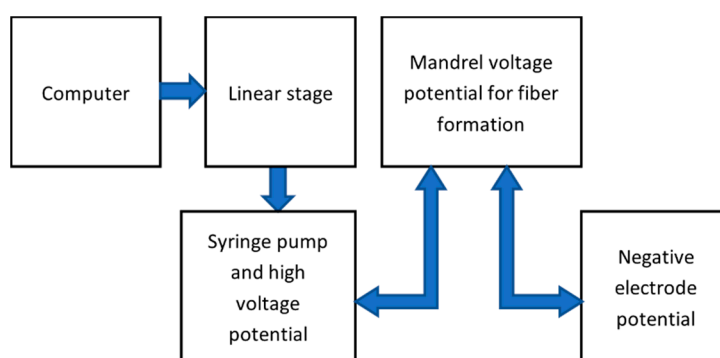 Computer
Linear stage
Mandrel voltage
potential for fiber
formation
Syringe pump
and high
voltage
potential
Negative
electrode
potential